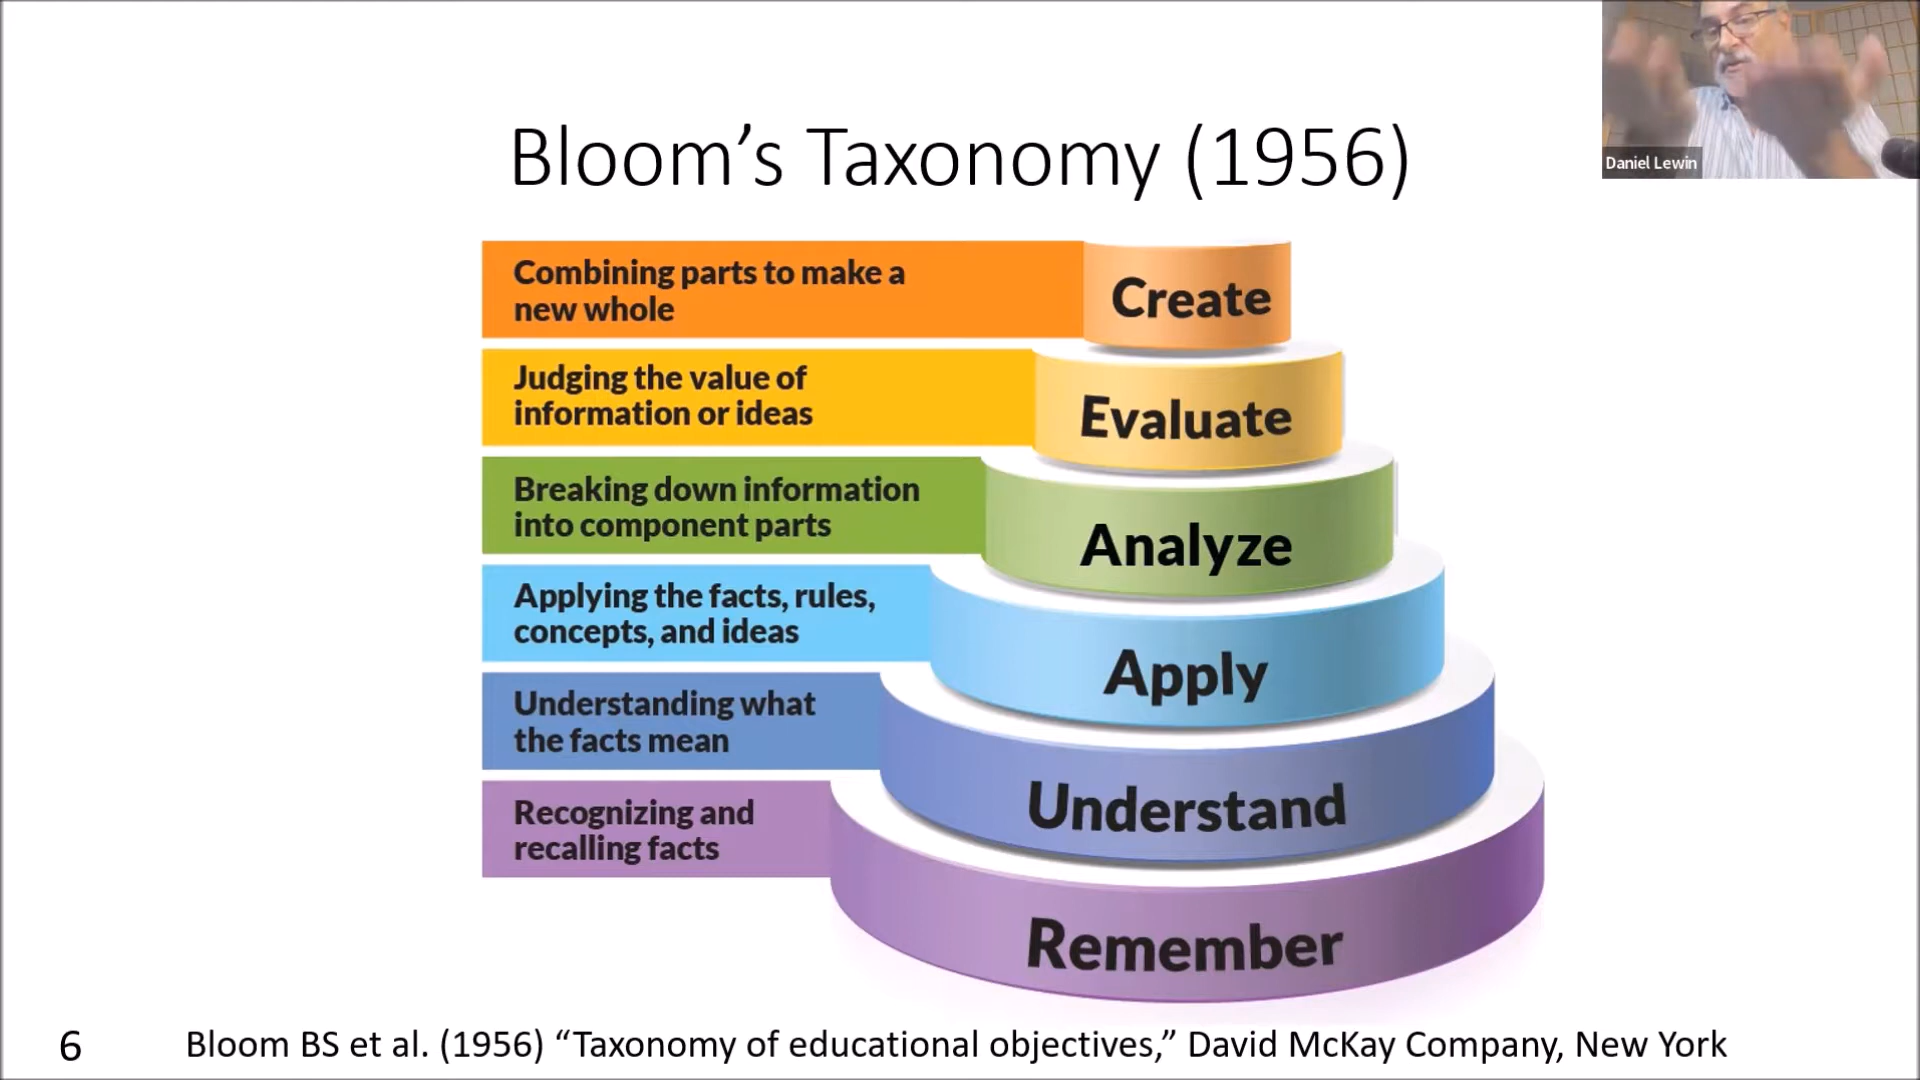 Daniel Lewin
Bloom’s Taxonomy (1956)
Combining parts to make a
new whole
Create
Judging the value of
information or ideas
Evaluate
Breaking down information
into component parts
Analyze
Applying the facts, rules,
concepts, and ideas
Apply
Understanding what
the facts mean
Understand
Recognizing and
recalling facts
Remember
6
Bloom BS et al. (1956) “Taxonomy of educational objectives,” David McKay Company, New York